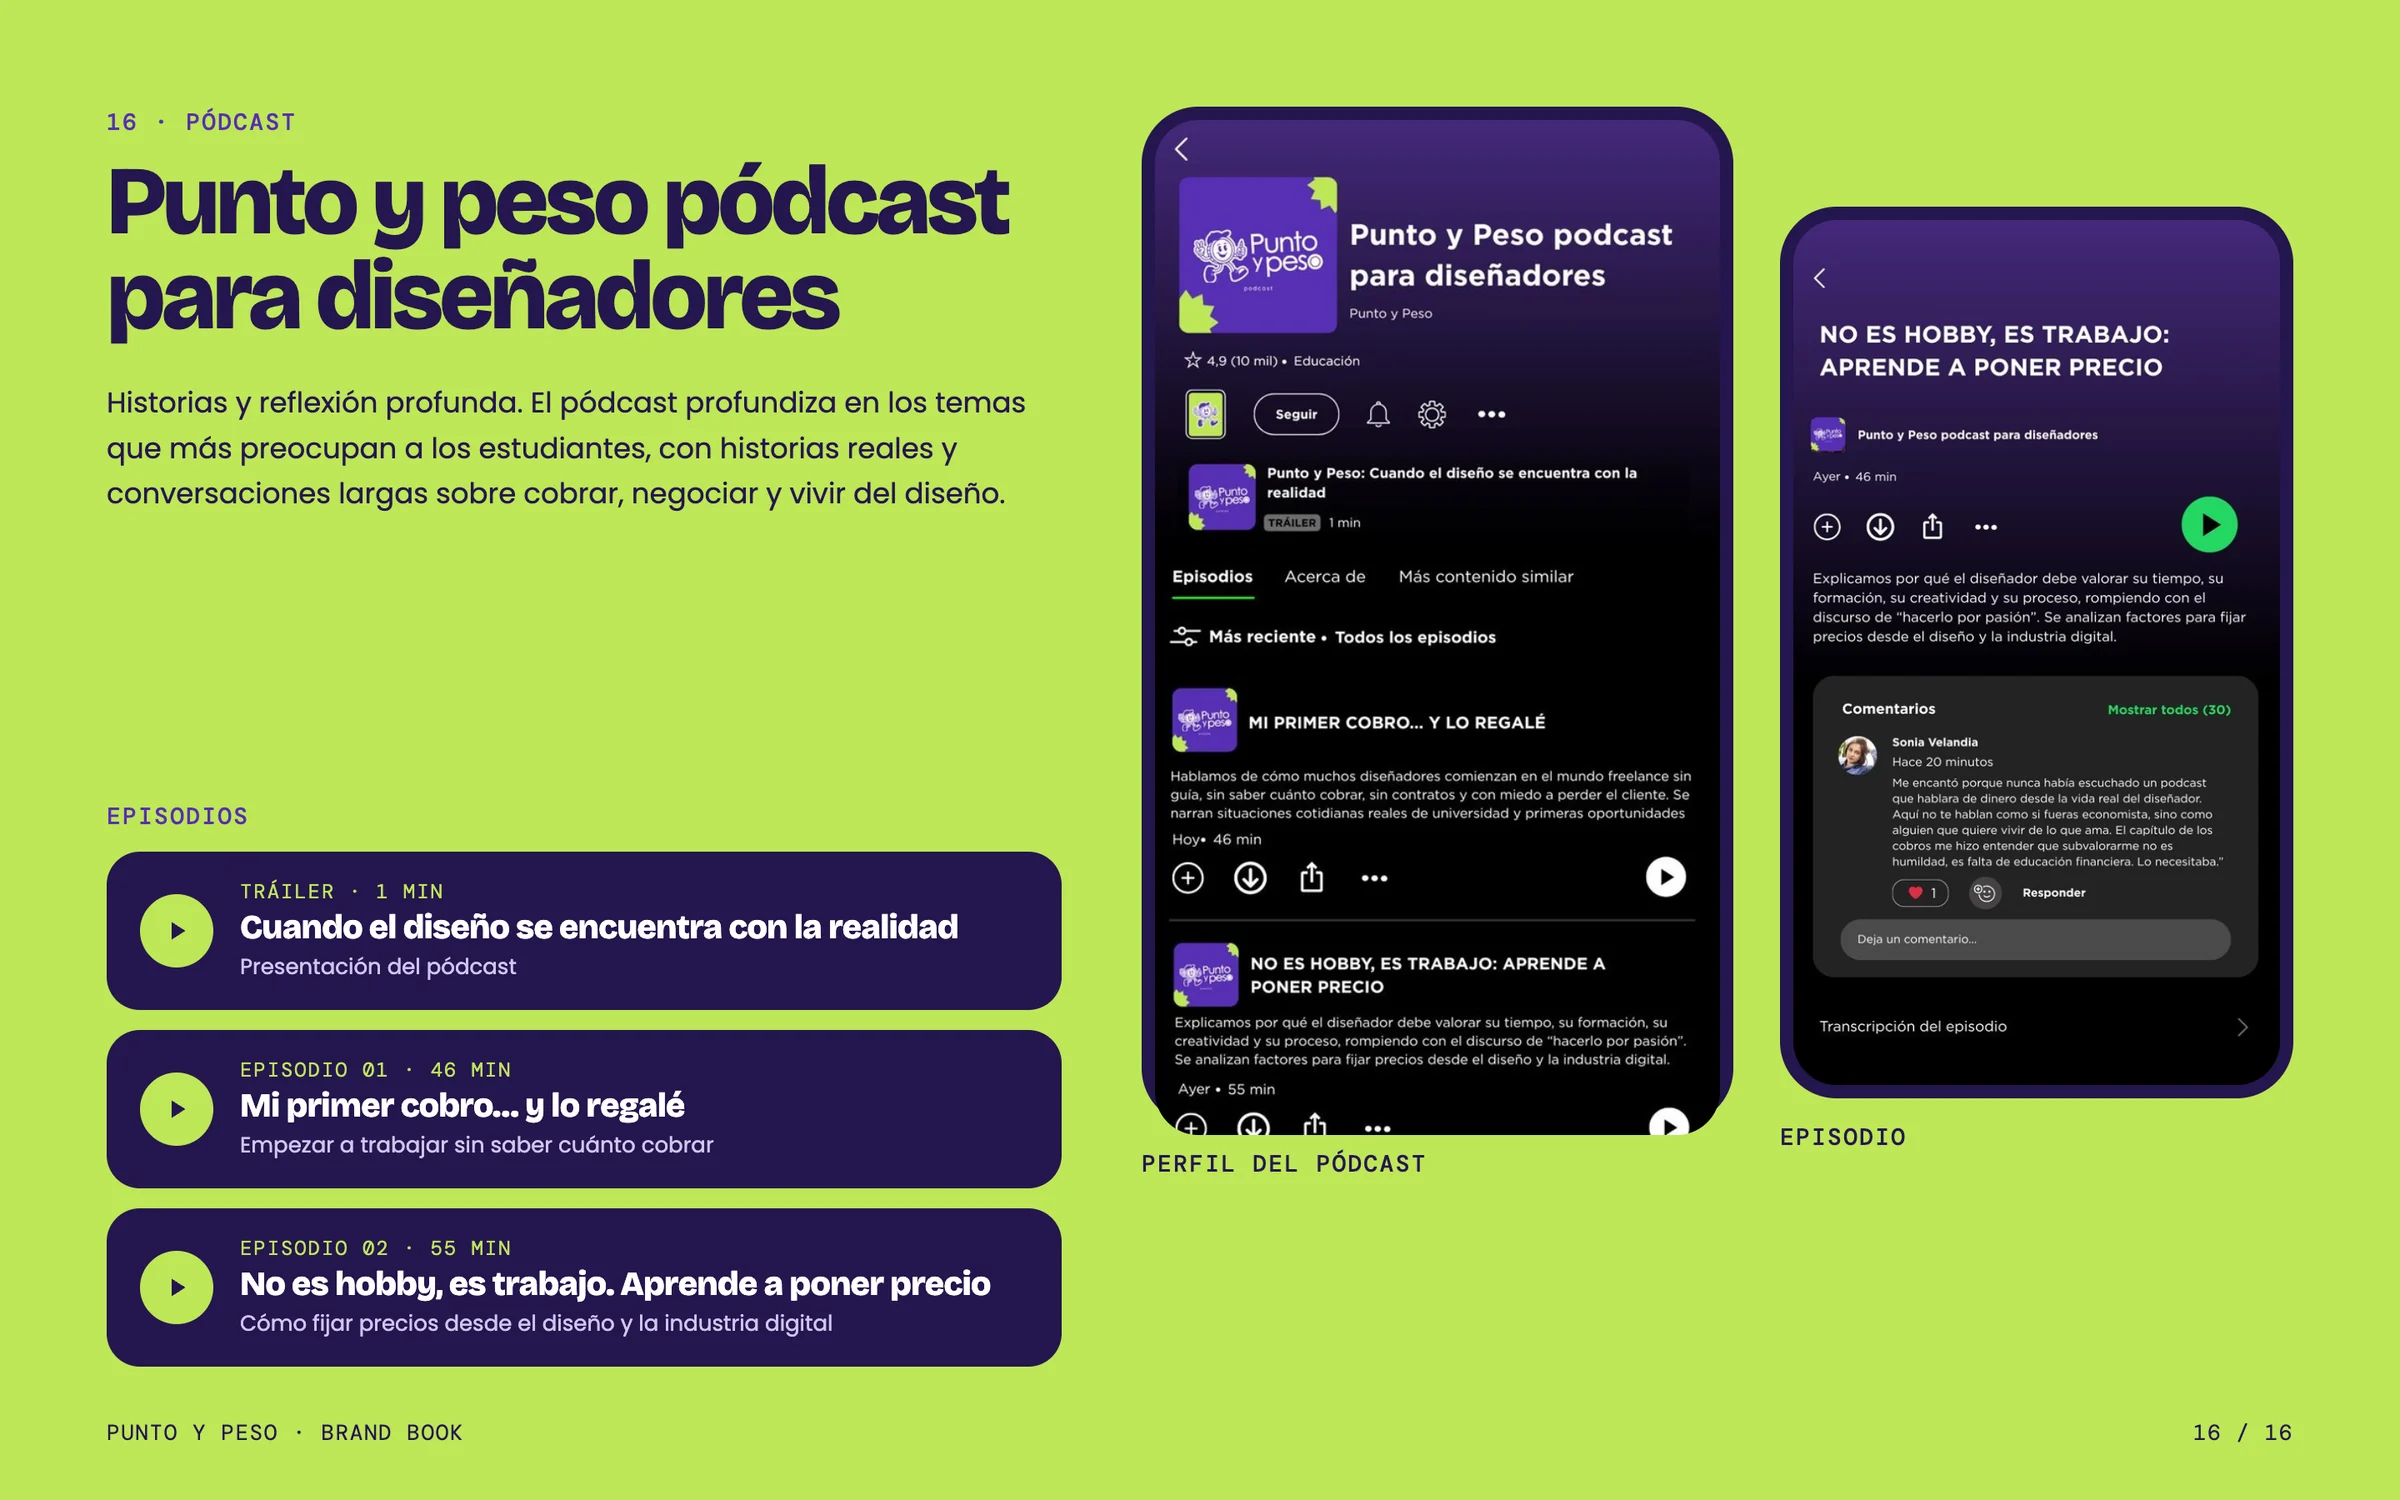 16 · PÓDCAST
Punto y peso pódcast
para diseñadores
Historias y reflexión profunda. El pódcast profundiza en los temas
que más preocupan a los estudiantes, con historias reales y
conversaciones largas sobre cobrar, negociar y vivir del diseño.
EPISODIOS
TRÁILER · 1 MIN
Cuando el diseño se encuentra con la realidad
Presentación del pódcast
EPISODIO 01 · 46 MIN
Mi primer cobro... y lo regalé
Empezar a trabajar sin saber cuánto cobrar
EPISODIO 02 · 55 MIN
No es hobby, es trabajo. Aprende a poner precio
Cómo fijar precios desde el diseño y la industria digital
Punto
y peso
podcast
Punto y Peso podcast
para diseñadores
Punto y Peso
4,9 (10 mil) • Educación
Seguir
Punto
y peso
Punto y Peso: Cuando el diseño se encuentra con la
realidad
TRÁILER 1 min
Episodios Acerca de Más contenido similar
Más reciente • Todos los episodios
Punto
y peso
MI PRIMER COBRO... Y LO REGALÉ
Hablamos de cómo muchos diseñadores comienzan en el mundo freelance sin
guía, sin saber cuánto cobrar, sin contratos y con miedo a perder el cliente. Se
narran situaciones cotidianas reales de universidad y primeras oportunidades
Hoy• 46 min
Punto
y peso
NO ES HOBBY, ES TRABAJO: APRENDE A
PONER PRECIO
Explicamos por qué el diseñador debe valorar su tiempo, su formación, su
creatividad y su proceso, rompiendo con el discurso de “hacerlo por pasión”.
Se analizan factores para fijar precios desde el diseño y la industria digital.
Ayer • 55 min
PERFIL DEL PÓDCAST
NO ES HOBBY, ES TRABAJO:
APRENDE A PONER PRECIO
Punto
y peso
Punto y Peso podcast para diseñadores
Ayer • 46 min
Explicamos por qué el diseñador debe valorar su tiempo, su
formación, su creatividad y su proceso, rompiendo con el
discurso de “hacerlo por pasión”. Se analizan factores para fijar
precios desde el diseño y la industria digital.
Comentarios Mostrar todos (30)
Sonia Velandia
Hace 20 minutos
Me encantó porque nunca había escuchado un podcast
que hablara de dinero desde la vida real del diseñador.
Aquí no te hablan como si fueras economista, sino como
alguien que quiere vivir de lo que ama. El capítulo de los
cobros me hizo entender que subvalorarme no es
humildad, es falta de educación financiera. Lo necesitaba.”
1 Responder
Deja un comentario...
Transcripción del episodio
EPISODIO
PUNTO Y PESO · BRAND BOOK
16 / 16